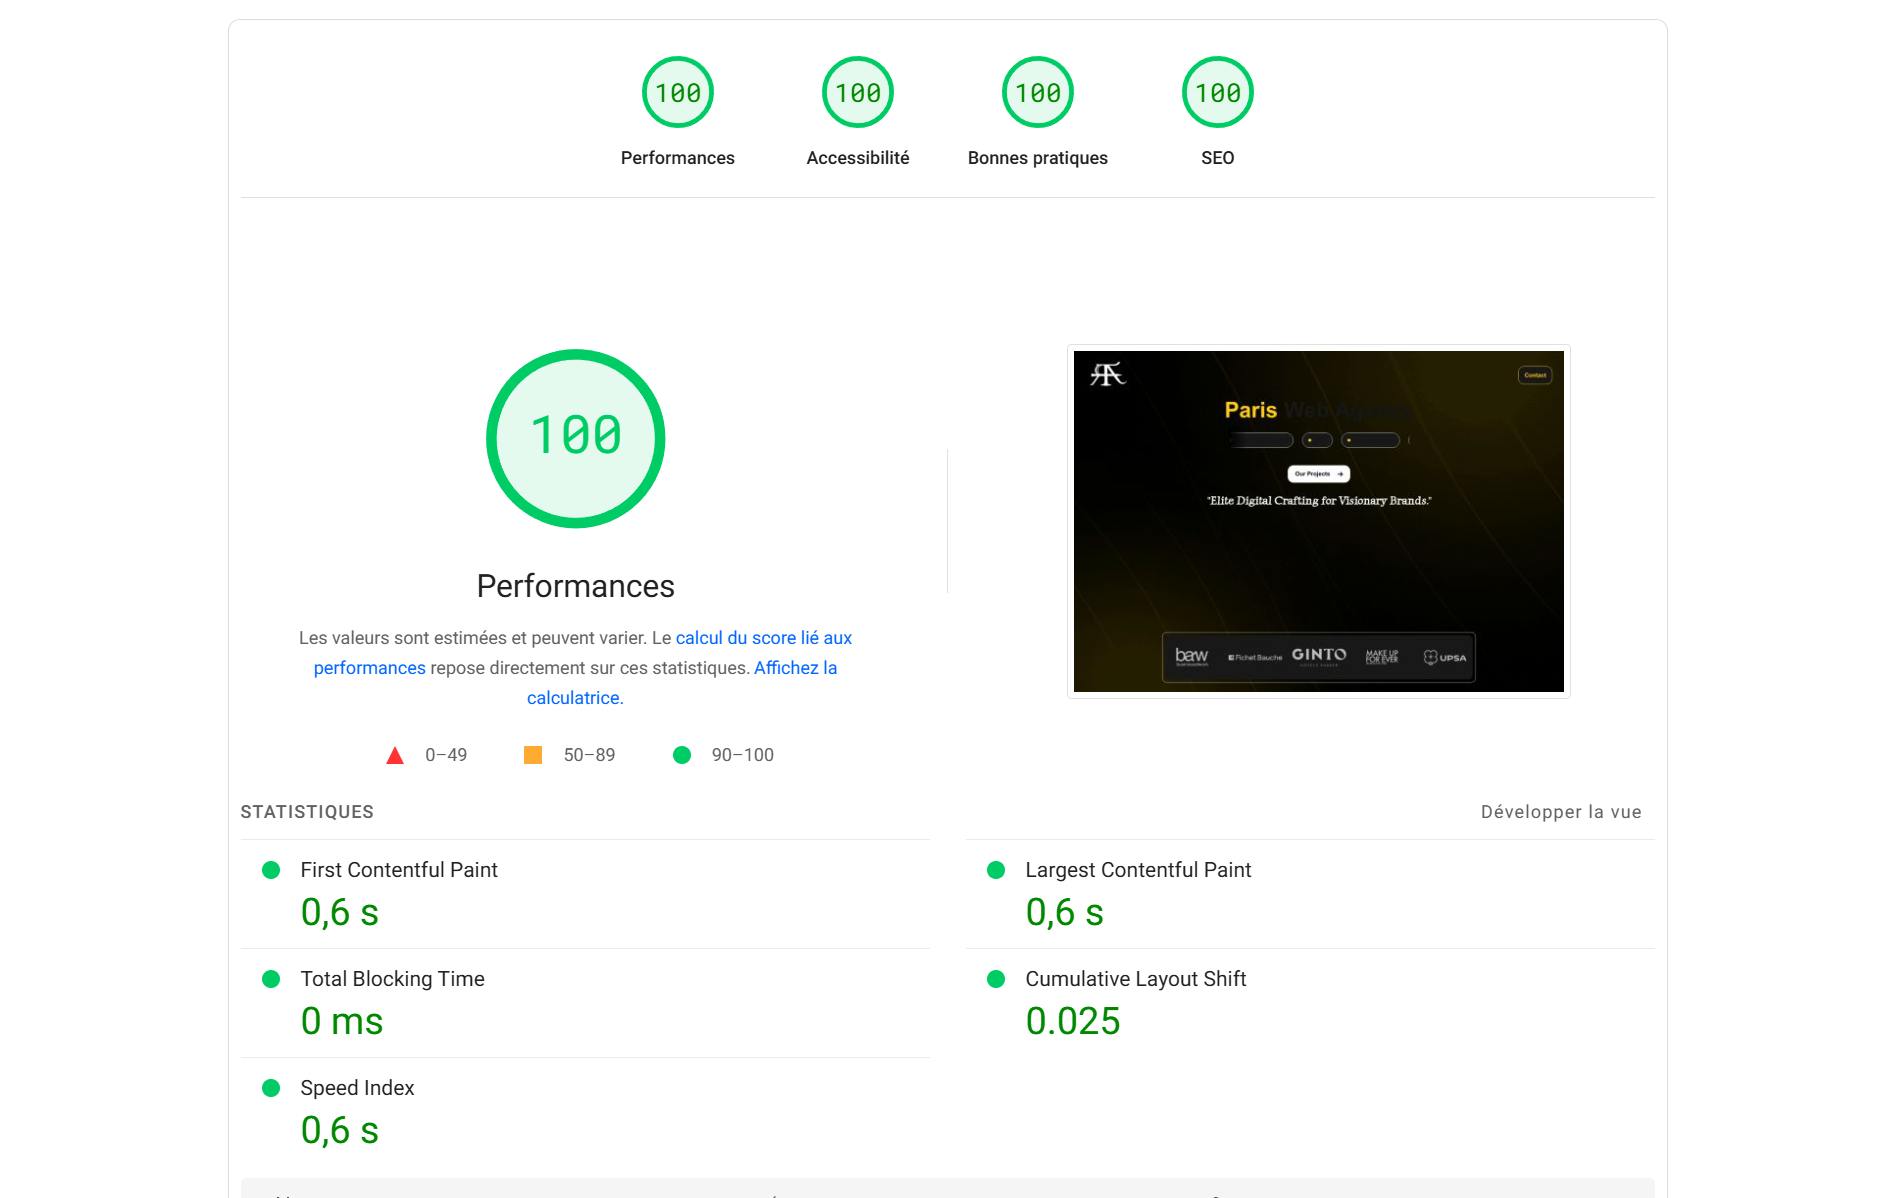 100
100
100
100
Performances
Accessibilité
Bonnes pratiques
SEO
100
Performances
Les valeurs sont estimées et peuvent varier. Le calcul du score lié aux
performances repose directement sur ces statistiques. Affichez la
calculatrice.
0–49
50–89
90–100
Contact
Paris Web Agency
Our Projects
"Elite Digital Crafting for Visionary Brands."
baw
Fichet Bauche
GINTO
MAKE UP
FOR EVER
UPSA
STATISTIQUES
Développer la vue
First Contentful Paint
0,6 s
Largest Contentful Paint
0,6 s
Total Blocking Time
0 ms
Cumulative Layout Shift
0.025
Speed Index
0,6 s